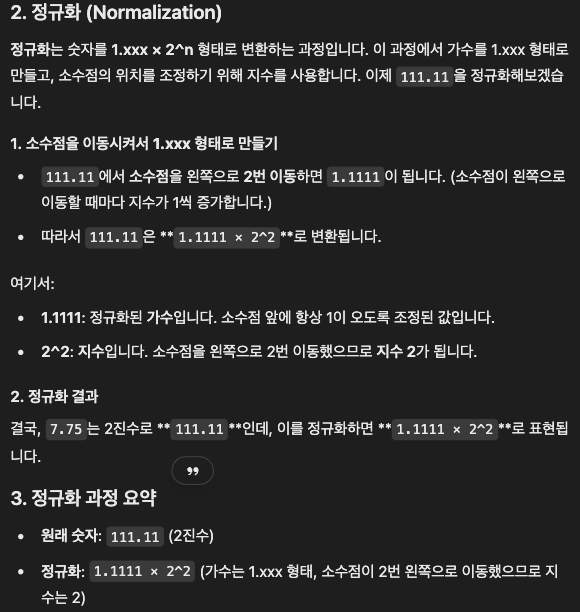 2. 정규화 (Normalization)
정규화는 숫자를 1.xxx × 2^n 형태로 변환하는 과정입니다. 이 과정에서 가수를 1.xxx 형태로
만들고, 소수점의 위치를 조정하기 위해 지수를 사용합니다. 이제 111.11을 정규화해보겠습
니다.
1. 소수점을 이동시켜서 1.xxx 형태로 만들기
• 111.11에서 소수점을 왼쪽으로 2번 이동하면 1.1111이 됩니다. (소수점이 왼쪽으로
이동할 때마다 지수가 1씩 증가합니다.)
• 따라서 111.11은 **1.1111 × 2^2**로 변환됩니다.
여기서:
• 1.1111: 정규화된 가수입니다. 소수점 앞에 항상 1이 오도록 조정된 값입니다.
• 2^2: 지수입니다. 소수점을 왼쪽으로 2번 이동했으므로 지수 2가 됩니다.
2. 정규화 결과
결국, 7.75는 2진수로 **111.11**인데, 이를 정규화하면 **1.1111 × 2^2**로 표현됩
니다.
3. 정규화 과정 요약
• 원래 숫자: 111.11 (2진수)
• 정규화: 1.1111 × 2^2 (가수는 1.xxx 형태, 소수점이 2번 왼쪽으로 이동했으므로 지
수는 2)